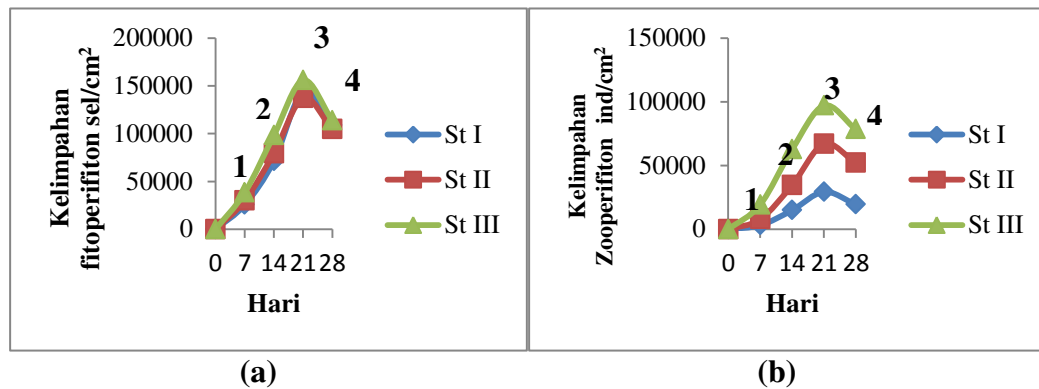 Kelimpahan
fitoperifiton sel/cm²
200000
150000
100000
50000
0
0 7 14 21 28
Hari
1
2
3
4
St I
St II
St III
(a)
Kelimpahan
Zooperifiton ind/cm²
150000
100000
50000
0
0 7 14 21 28
Hari
1
2
3
4
St I
St II
St III
(b)